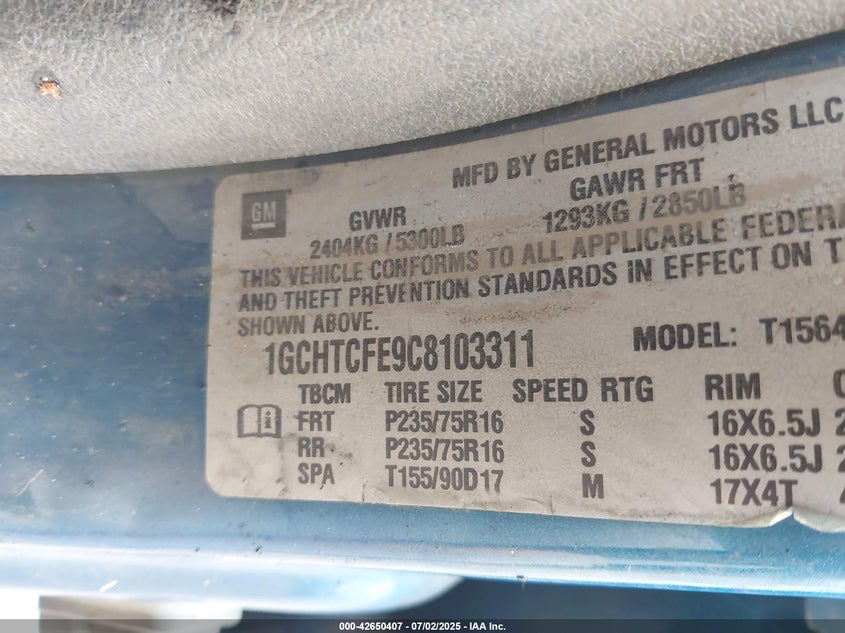 MFD BY GENERAL MOTORS LLC
GM
GVWR GAWR FRT
2404KG / 5300LB 1293KG / 2850LB
THIS VEHICLE CONFORMS TO ALL APPLICABLE FEDERA
AND THEFT PREVENTION STANDARDS IN EFFECT ON T
SHOWN ABOVE.
1GCHTCFE9C8103311 MODEL: T1564
TBCM TIRE SIZE SPEED RTG RIM
FRT P235/75R16 S 16X6.5J 2
RR P235/75R16 S 16X6.5J 2
SPA T155/90D17 M 17X4T
000-42650407 - 07/02/2025 - IAA Inc.